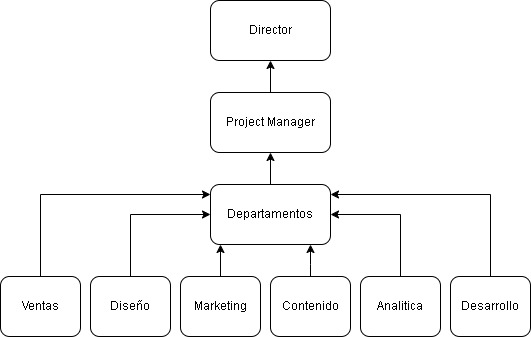 Director
Project Manager
Departamentos
Ventas
Diseño
Marketing
Contenido
Analitica
Desarrollo